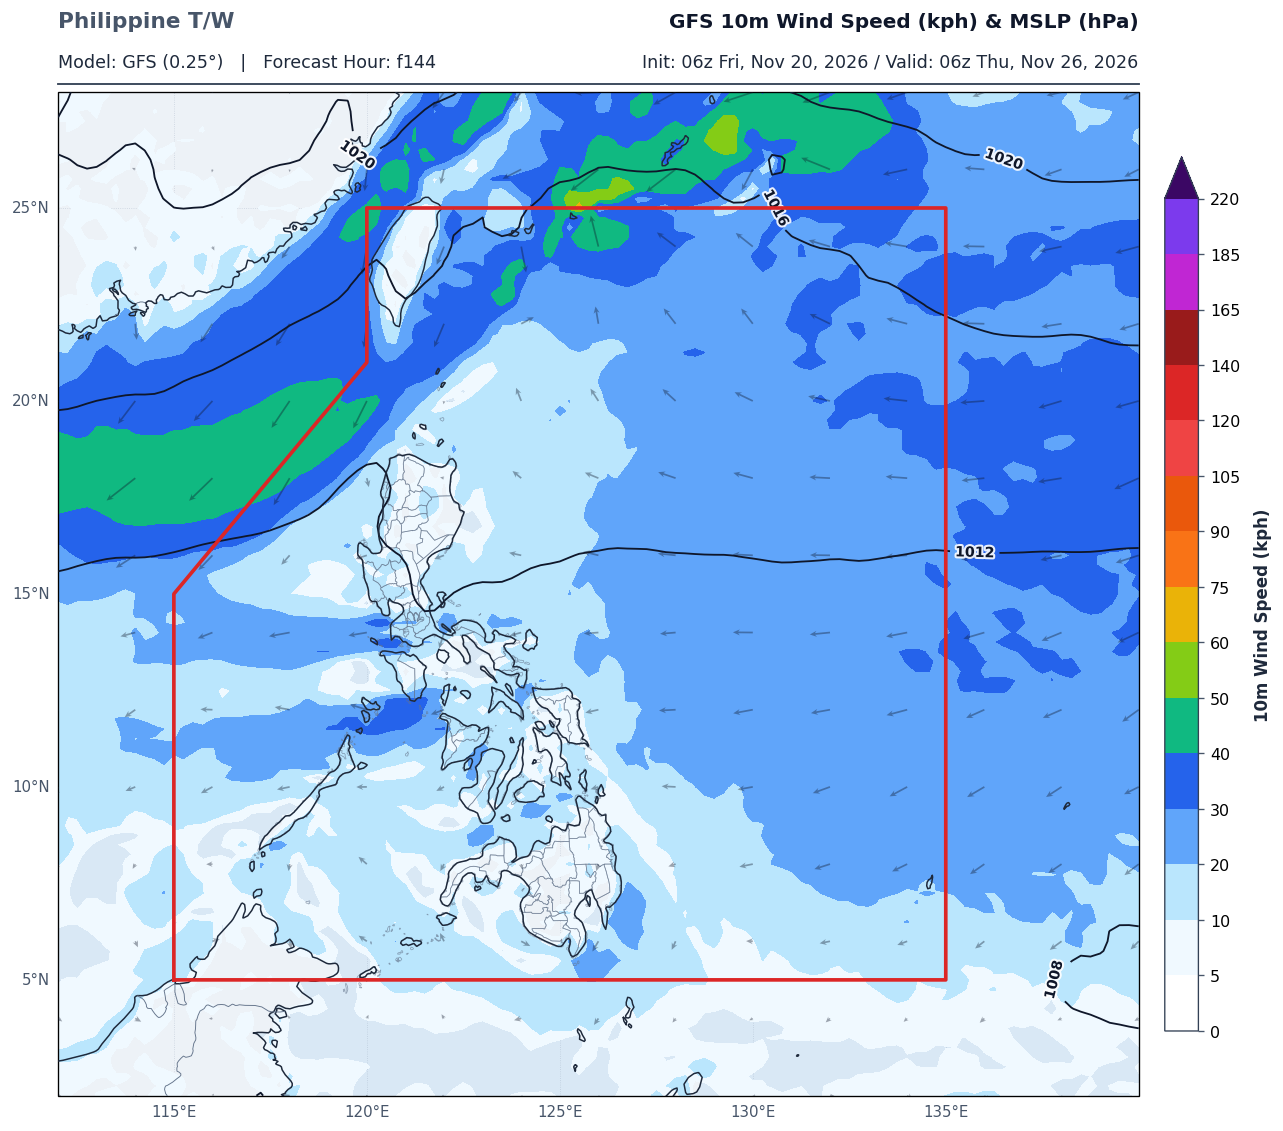 Philippine T/W
GFS 10m Wind Speed (kph) & MSLP (hPa)
Model: GFS (0.25°) | Forecast Hour: f144
Init: 06z Fri, Nov 20, 2026 / Valid: 06z Thu, Nov 26, 2026
1020
1020
1016
1012
1008
25°N
20°N
15°N
10°N
5°N
115°E
120°E
125°E
130°E
135°E
220
185
165
140
120
105
90
75
60
50
40
30
20
10
5
0
10m Wind Speed (kph)